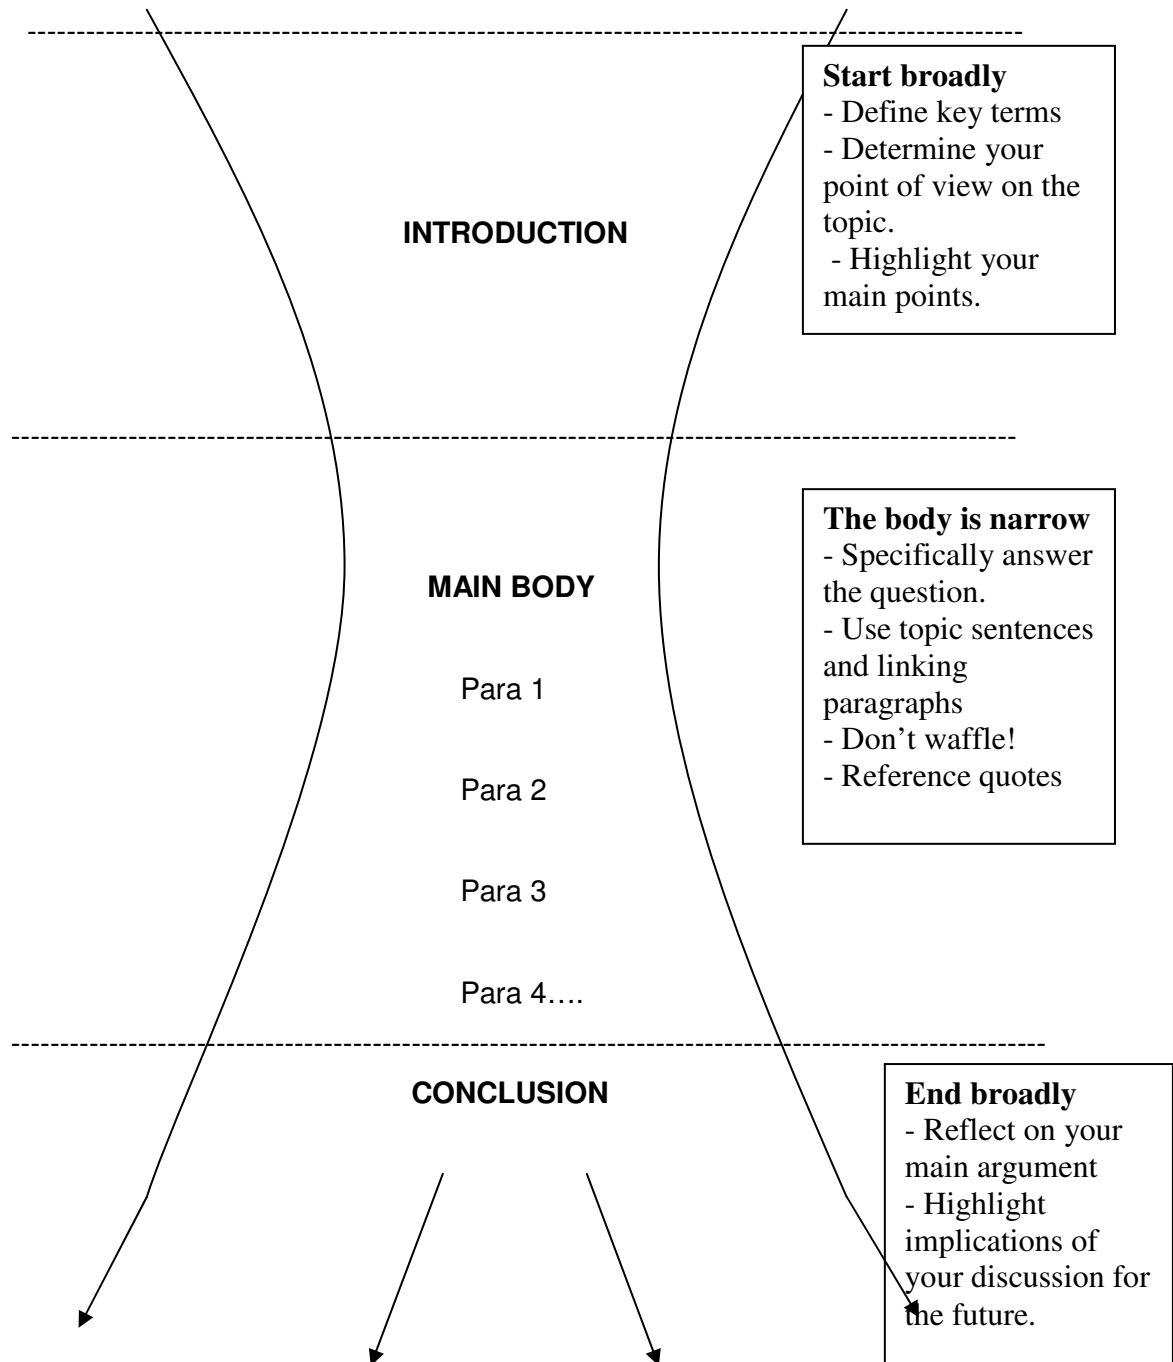 Start broadly
- Define key terms
- Determine your
point of view on the
topic.
- Highlight your
main points.
INTRODUCTION
The body is narrow
- Specifically answer
the question.
- Use topic sentences
and linking
paragraphs
- Don’t waffle!
- Reference quotes
MAIN BODY
Para 1
Para 2
Para 3
Para 4….
CONCLUSION
End broadly
- Reflect on your
main argument
- Highlight
implications of
your discussion for
the future.